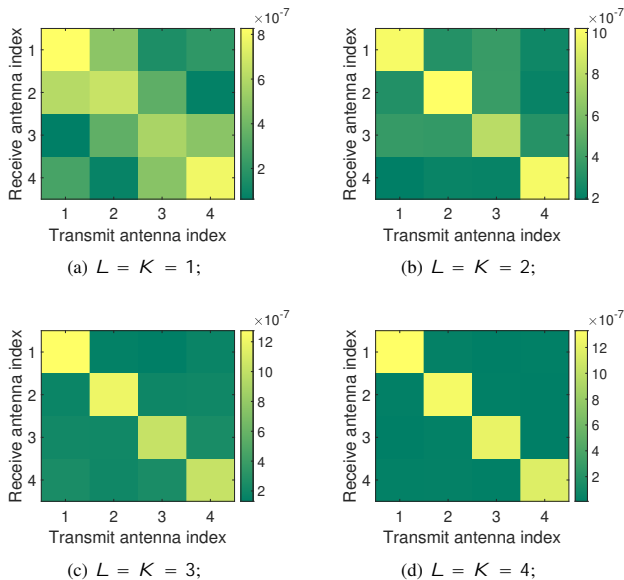 ×10⁻⁷
Receive antenna index
1
2
3
4
1 2 3 4
Transmit antenna index
8
6
4
2
(a) L = K = 1;
×10⁻⁷
Receive antenna index
1
2
3
4
1 2 3 4
Transmit antenna index
10
8
6
4
2
(b) L = K = 2;
×10⁻⁷
Receive antenna index
1
2
3
4
1 2 3 4
Transmit antenna index
12
10
8
6
4
2
(c) L = K = 3;
×10⁻⁷
Receive antenna index
1
2
3
4
1 2 3 4
Transmit antenna index
12
10
8
6
4
2
(d) L = K = 4;